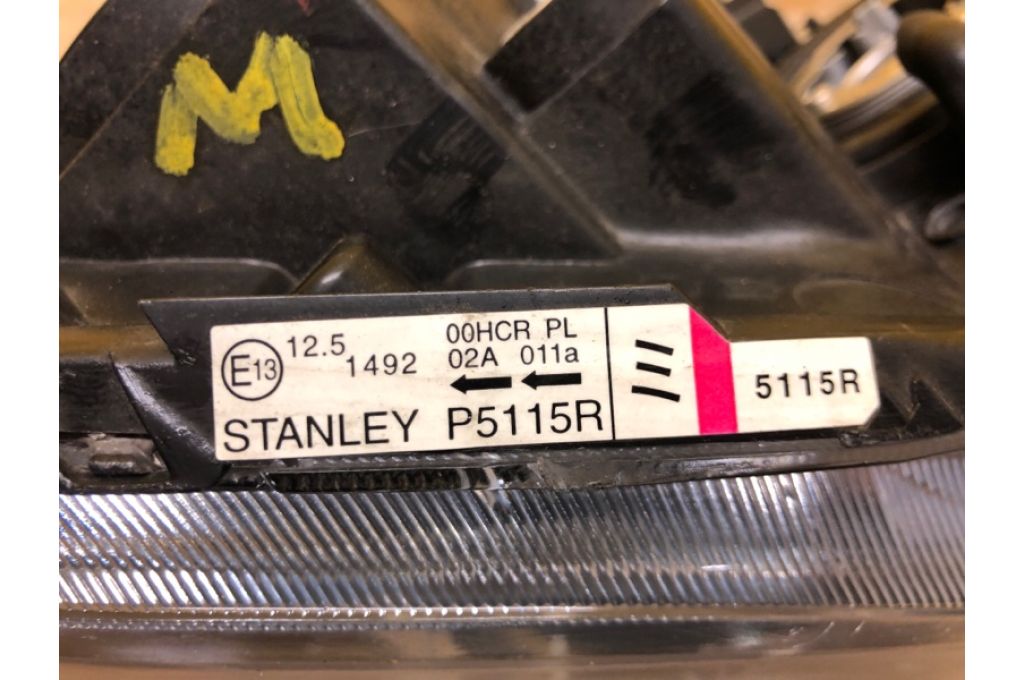 M
E13
12.5
1492
00HCR PL
02A 011a
← ←
STANLEY P5115R
5115R